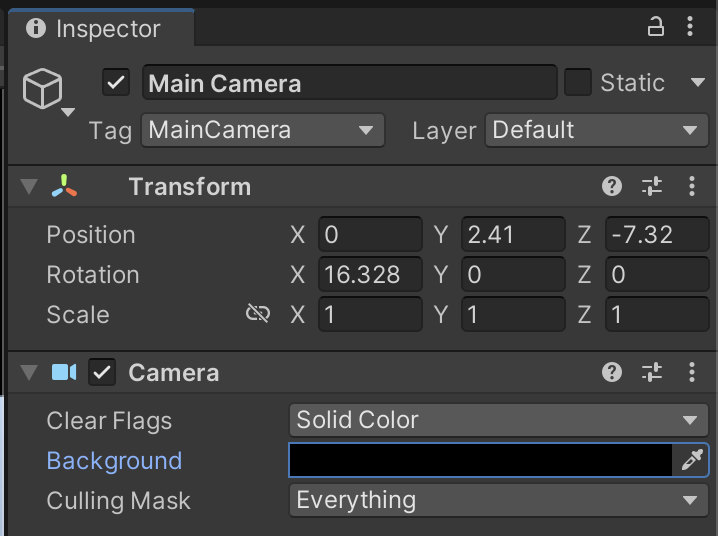 Inspector
Main Camera Static
Tag MainCamera Layer Default
Transform
Position X 0 Y 2.41 Z -7.32
Rotation X 16.328 Y 0 Z 0
Scale X 1 Y 1 Z 1
Camera
Clear Flags Solid Color
Background
Culling Mask Everything